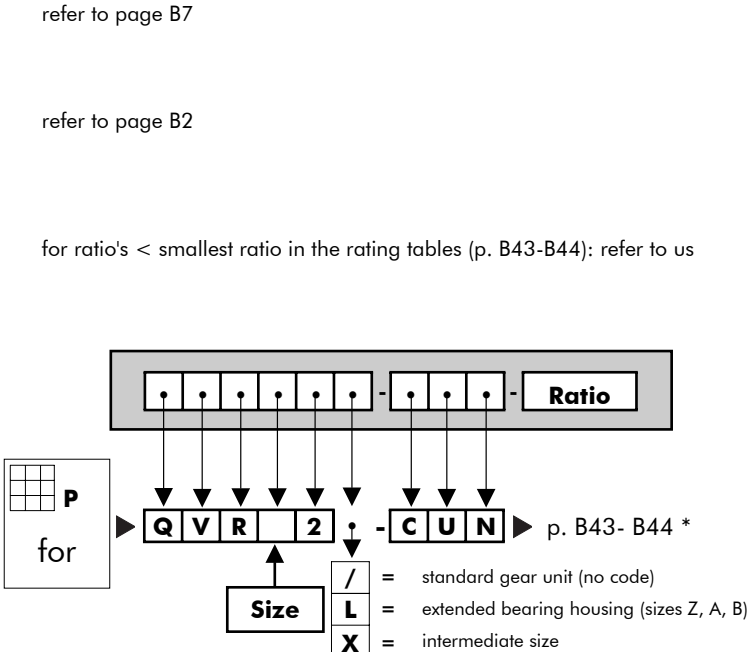 refer to page B7
refer to page B2
for ratio's < smallest ratio in the rating tables (p. B43-B44): refer to us
- - Ratio
P
for
Q V R 2 - C U N p. B43- B44 *
/ = standard gear unit (no code)
Size L = extended bearing housing (sizes Z, A, B)
X = intermediate size